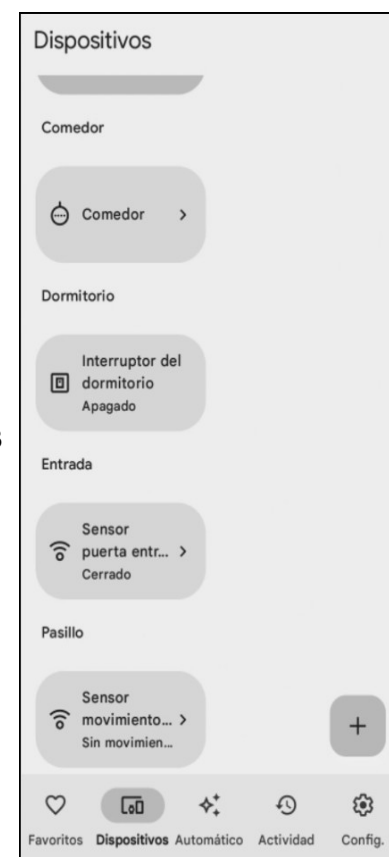 Dispositivos
Comedor
Comedor
Dormitorio
Interruptor del
dormitorio
Apagado
Entrada
Sensor
puerta entr...
Cerrado
Pasillo
Sensor
movimiento...
Sin movimien...
Favoritos Dispositivos Automático Actividad Config.